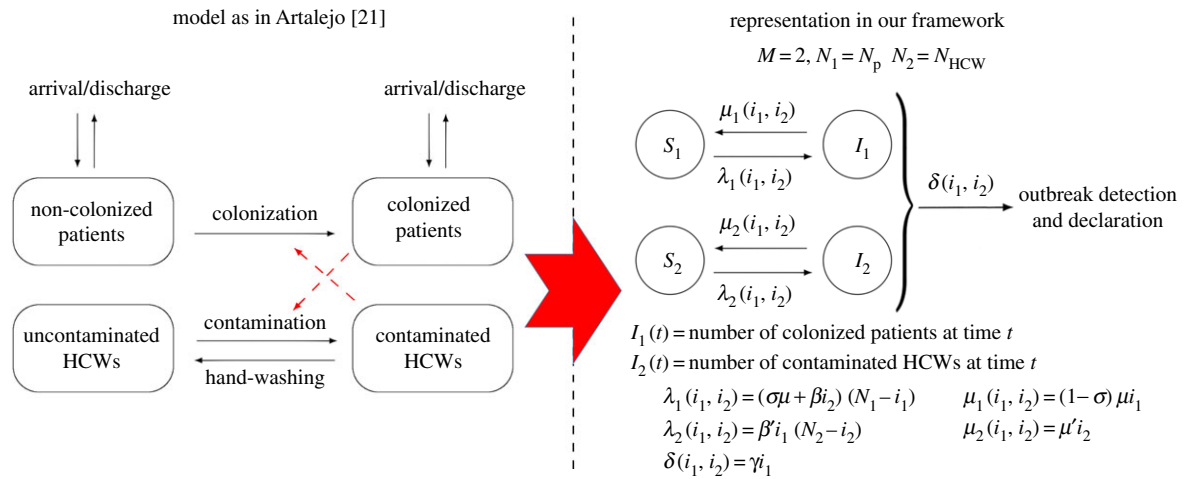 model as in Artalejo [21]
arrival/discharge
arrival/discharge
non-colonized
patients
colonization
colonized
patients
uncontaminated
HCWs
contamination
hand-washing
contaminated
HCWs
representation in our framework
M = 2, N₁ = Nₚ N₂ = N_HCW
S₁
μ₁(i₁, i₂)
λ₁(i₁, i₂)
I₁
S₂
μ₂(i₁, i₂)
λ₂(i₁, i₂)
I₂
δ(i₁, i₂)
outbreak detection
and declaration
I₁(t) = number of colonized patients at time t
I₂(t) = number of contaminated HCWs at time t
λ₁(i₁, i₂) = (σμ + βi₂) (N₁ − i₁) μ₁(i₁, i₂) = (1 − σ) μi₁
λ₂(i₁, i₂) = β′i₁ (N₂ − i₂) μ₂(i₁, i₂) = μ′i₂
δ(i₁, i₂) = γi₁